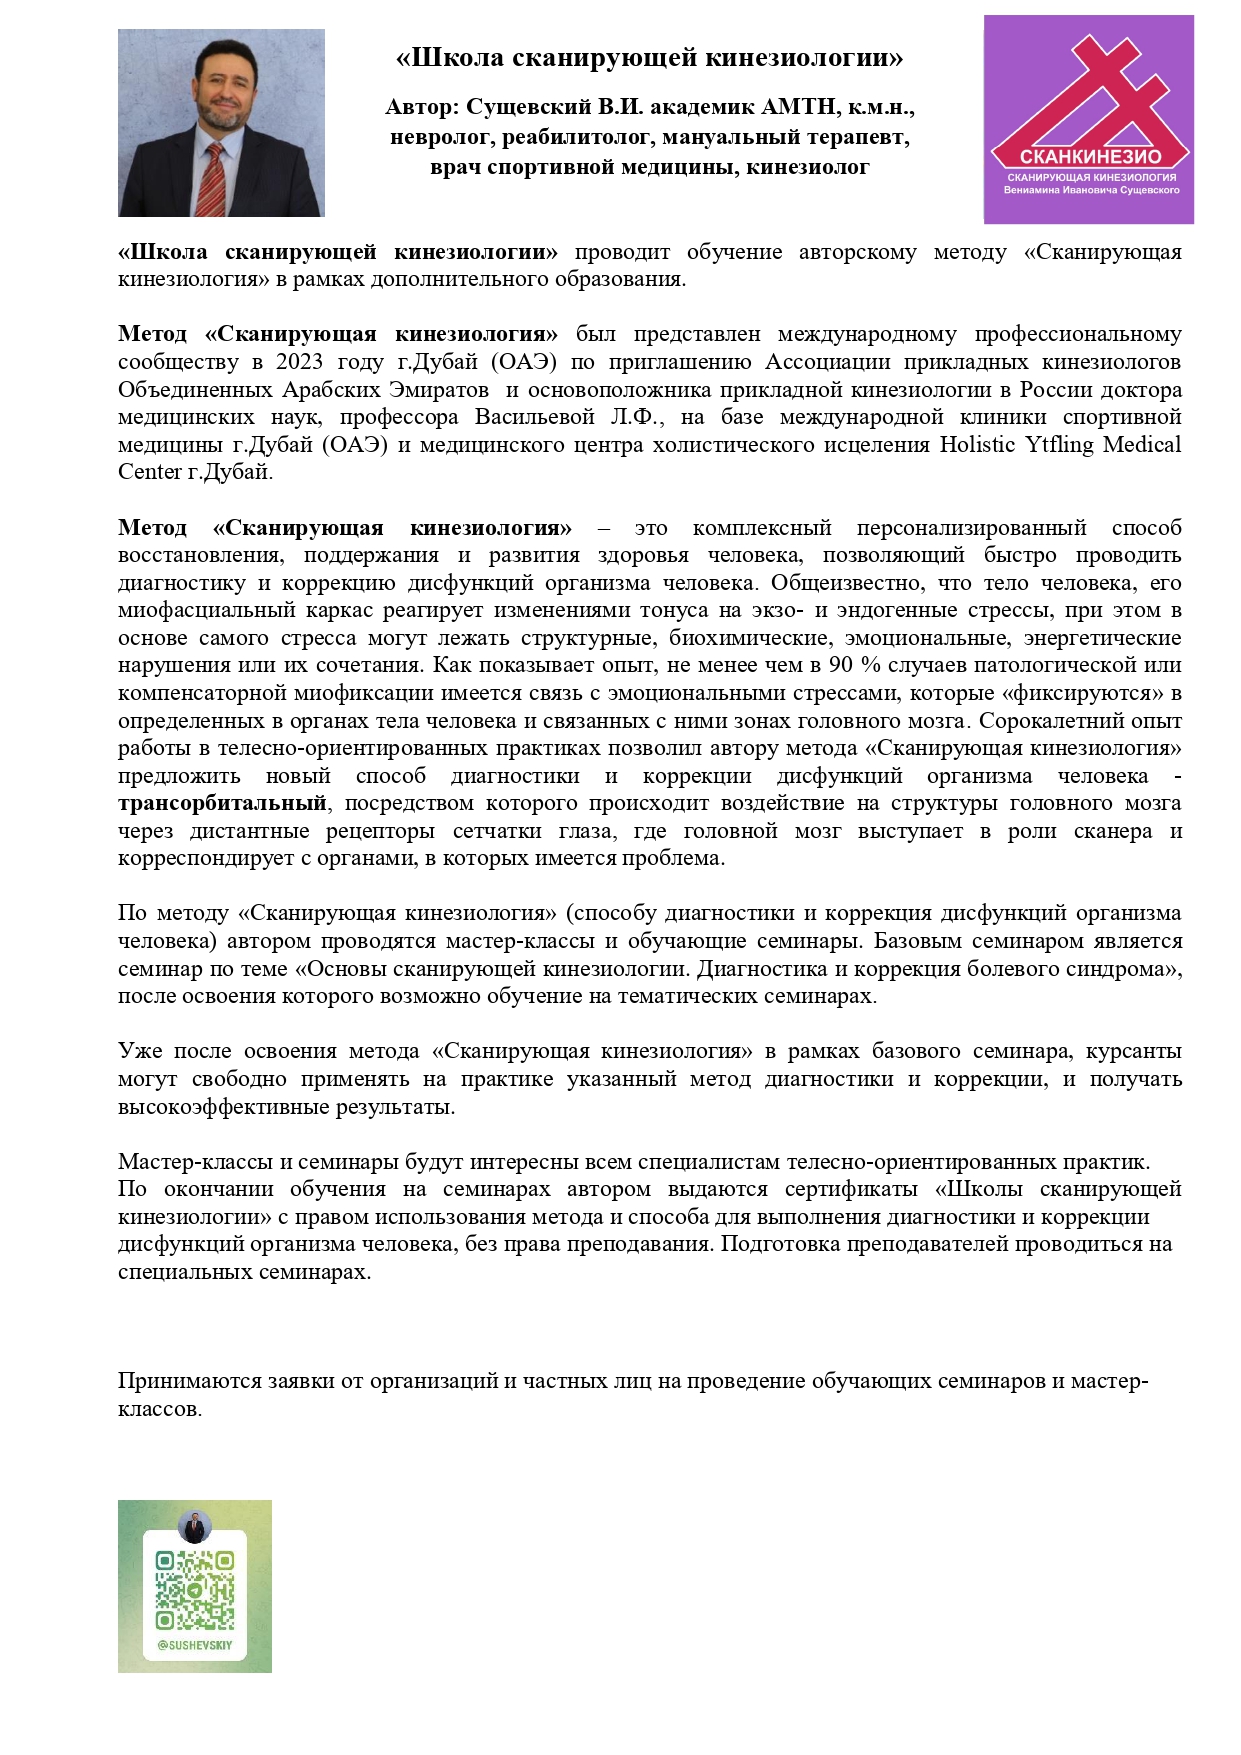 «Школа сканирующей кинезиологии»
Автор: Сущевский В.И. академик АМТН, к.м.н.,
невролог, реабилитолог, мануальный терапевт,
врач спортивной медицины, кинезиолог
СКАНКИНЕЗИО
СКАНИРУЮЩАЯ КИНЕЗИОЛОГИЯ
Вениамина Ивановича Сущевского
«Школа сканирующей кинезиологии» проводит обучение авторскому методу «Сканирующая
кинезиология» в рамках дополнительного образования.
Метод «Сканирующая кинезиология» был представлен международному профессиональному
сообществу в 2023 году г.Дубай (ОАЭ) по приглашению Ассоциации прикладных кинезиологов
Объединенных Арабских Эмиратов и основоположника прикладной кинезиологии в России доктора
медицинских наук, профессора Васильевой Л.Ф., на базе международной клиники спортивной
медицины г.Дубай (ОАЭ) и медицинского центра холистического исцеления Holistic Ytfling Medical
Center г.Дубай.
Метод «Сканирующая кинезиология» – это комплексный персонализированный способ
восстановления, поддержания и развития здоровья человека, позволяющий быстро проводить
диагностику и коррекцию дисфункций организма человека. Общеизвестно, что тело человека, его
миофасциальный каркас реагирует изменениями тонуса на экзо- и эндогенные стрессы, при этом в
основе самого стресса могут лежать структурные, биохимические, эмоциональные, энергетические
нарушения или их сочетания. Как показывает опыт, не менее чем в 90 % случаев патологической или
компенсаторной миофиксации имеется связь с эмоциональными стрессами, которые «фиксируются» в
определенных в органах тела человека и связанных с ними зонах головного мозга. Сорокалетний опыт
работы в телесно-ориентированных практиках позволил автору метода «Сканирующая кинезиология»
предложить новый способ диагностики и коррекции дисфункций организма человека -
трансорбитальный, посредством которого происходит воздействие на структуры головного мозга
через дистантные рецепторы сетчатки глаза, где головной мозг выступает в роли сканера и
корреспондирует с органами, в которых имеется проблема.
По методу «Сканирующая кинезиология» (способу диагностики и коррекция дисфункций организма
человека) автором проводятся мастер-классы и обучающие семинары. Базовым семинаром является
семинар по теме «Основы сканирующей кинезиологии. Диагностика и коррекция болевого синдрома»,
после освоения которого возможно обучение на тематических семинарах.
Уже после освоения метода «Сканирующая кинезиология» в рамках базового семинара, курсанты
могут свободно применять на практике указанный метод диагностики и коррекции, и получать
высокоэффективные результаты.
Мастер-классы и семинары будут интересны всем специалистам телесно-ориентированных практик.
По окончании обучения на семинарах автором выдаются сертификаты «Школы сканирующей
кинезиологии» с правом использования метода и способа для выполнения диагностики и коррекции
дисфункций организма человека, без права преподавания. Подготовка преподавателей проводиться на
специальных семинарах.
Принимаются заявки от организаций и частных лиц на проведение обучающих семинаров и мастер-
классов.
@SUSHEVSKIY